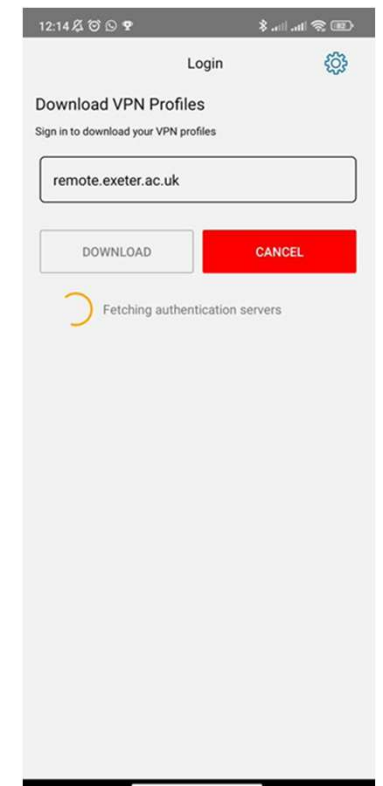 12:14
82
Login
Download VPN Profiles
Sign in to download your VPN profiles
remote.exeter.ac.uk
DOWNLOAD
CANCEL
Fetching authentication servers